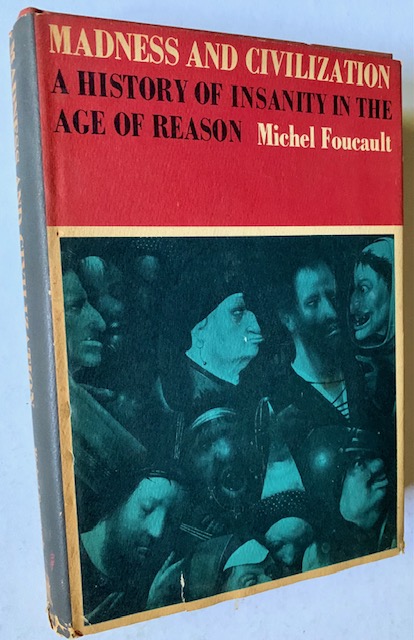 MADNESS AND CIVILIZATION
A HISTORY OF INSANITY IN THE
AGE OF REASON Michel Foucault